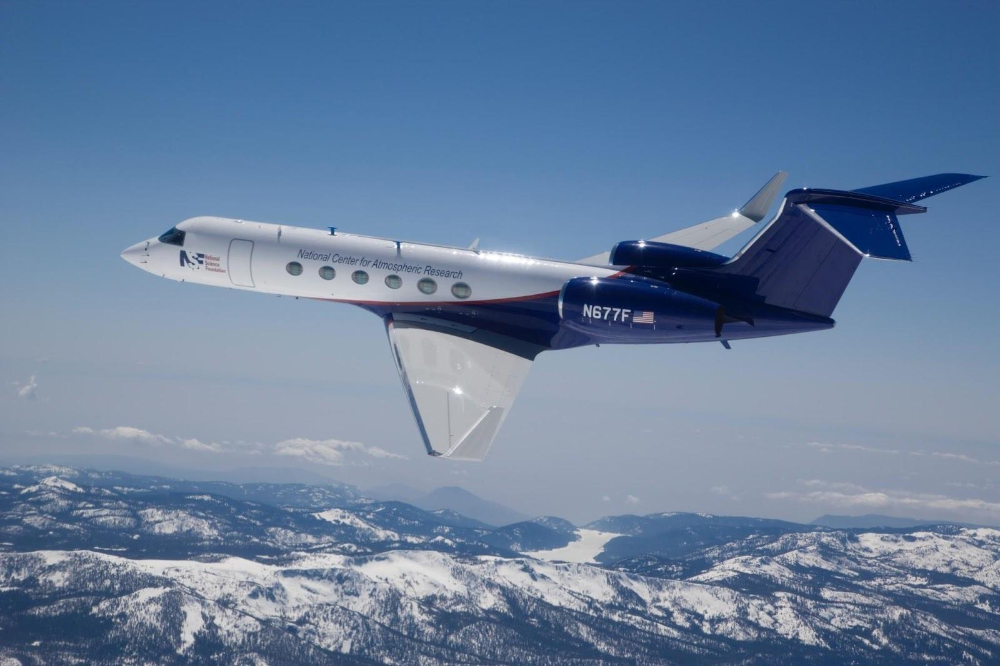 NSF
National
Science
Foundation
National Center for Atmospheric Research
N677F